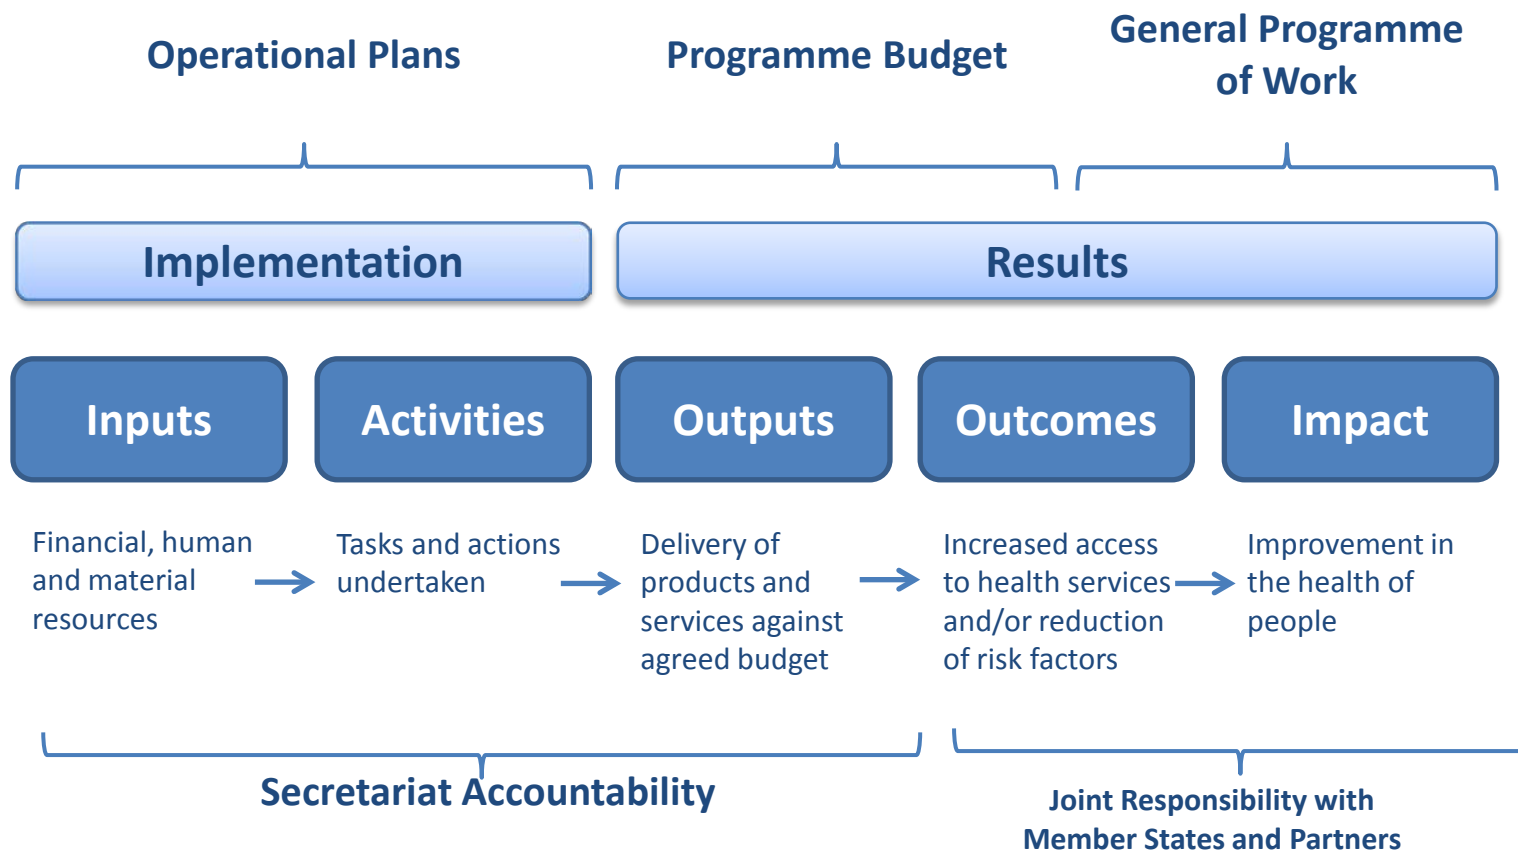 Operational Plans
Programme Budget
General Programme
of Work
Implementation
Results
Inputs
Activities
Outputs
Outcomes
Impact
Financial, human
and material
resources
Tasks and actions
undertaken
Delivery of
products and
services against
agreed budget
Increased access
to health services
and/or reduction
of risk factors
Improvement in
the health of
people
Secretariat Accountability
Joint Responsibility with
Member States and Partners